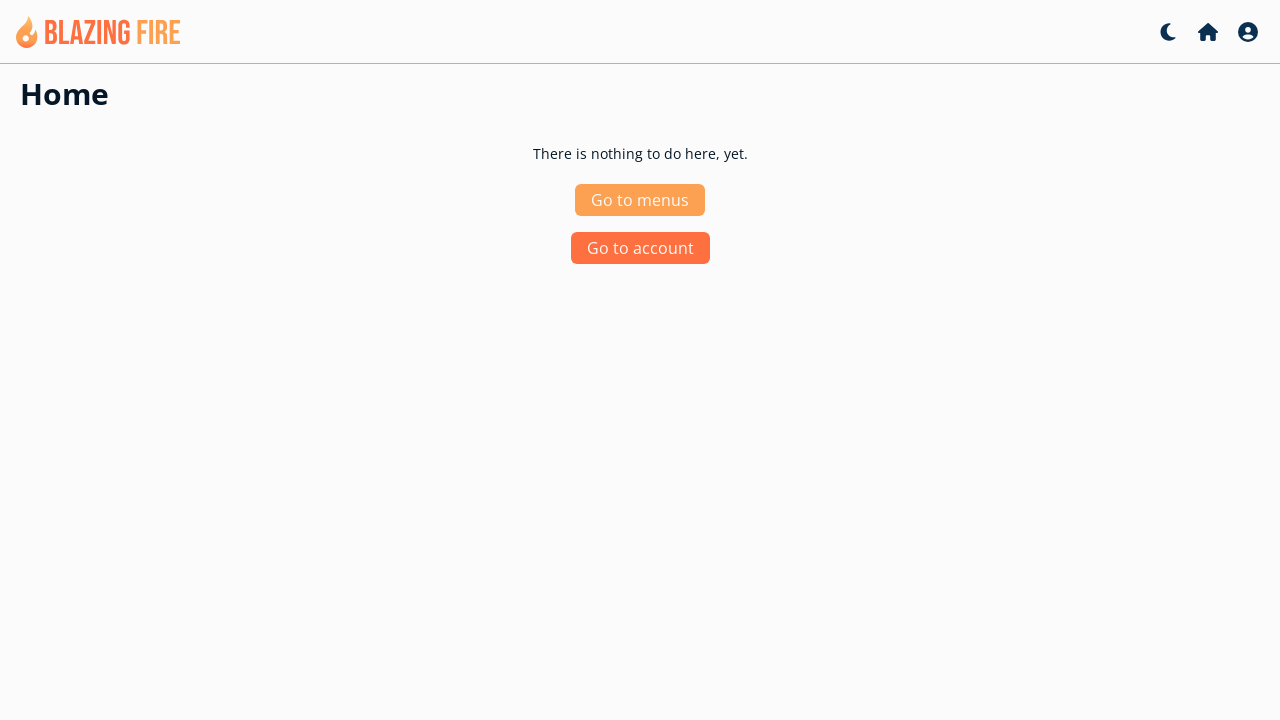 BLAZING FIRE
Home
There is nothing to do here, yet.
Go to menus
Go to account